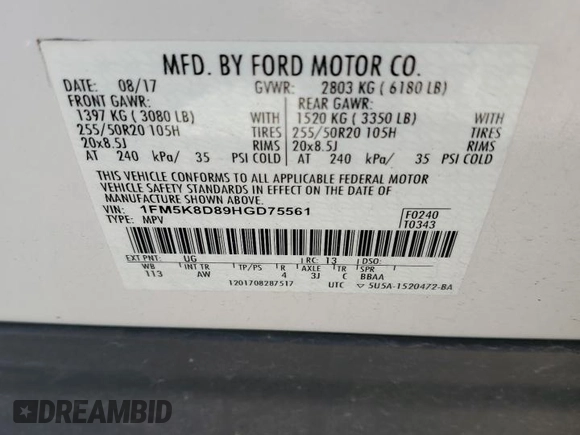 MFD. BY FORD MOTOR CO.
DATE: 08/17 GVWR: 2803 KG ( 6180 LB)
FRONT GAWR: REAR GAWR:
1397 KG ( 3080 LB) WITH 1520 KG ( 3350 LB) WITH
255/50R20 105H TIRES 255/50R20 105H TIRES
20x8.5J RIMS 20x8.5J RIMS
AT 240 kPa/ 35 PSI COLD AT 240 kPa/ 35 PSI COLD
THIS VEHICLE CONFORMS TO ALL APPLICABLE FEDERAL MOTOR
VEHICLE SAFETY STANDARDS IN EFFECT ON THE DATE OF
MANUFACTURE SHOWN ABOVE.
VIN: 1FM5K8D89HGD75561 F0240
TYPE: MPV T0343
EXT PNT: UG RC: 13 DSO:
WB INT TR TP/PS R AXLE TR SPR
113 AW 4 3J C BBAA
1201708287517 UTC ▽ 5U5A-1520472-BA
DREAMBID